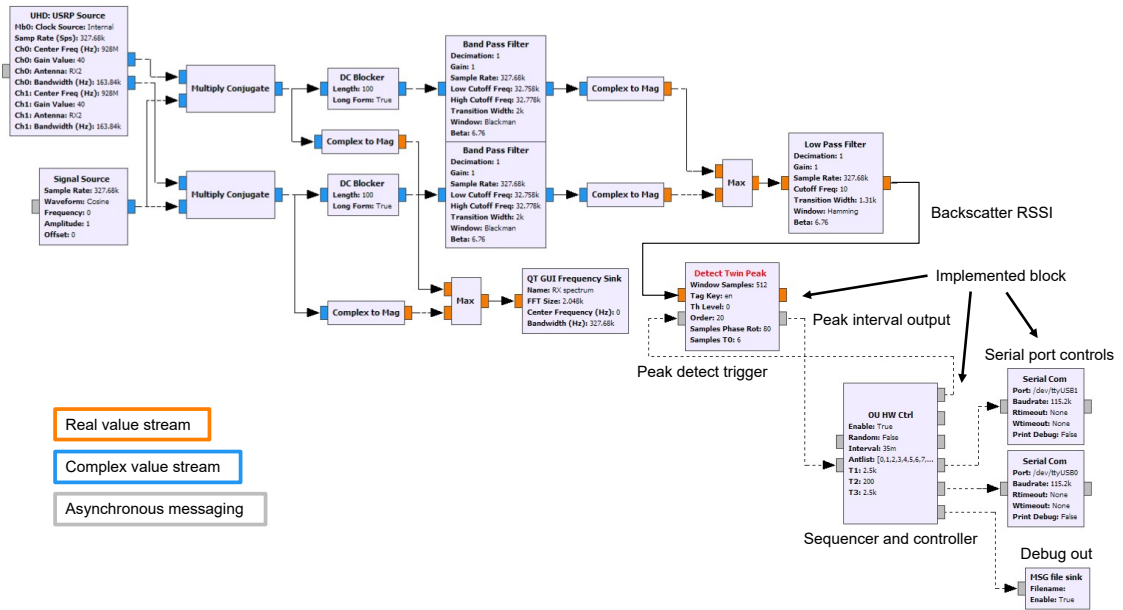 UHD: USRP Source
Mb0: Clock Source: Internal
Samp Rate (Sps): 327.68k
Ch0: Center Freq (Hz): 928M
Ch0: Gain Value: 40
Ch0: Antenna: RX2
Ch0: Bandwidth (Hz): 163.84k
Ch1: Center Freq (Hz): 928M
Ch1: Gain Value: 40
Ch1: Antenna: RX2
Ch1: Bandwidth (Hz): 163.84k
Signal Source
Sample Rate: 327.68k
Waveform: Cosine
Frequency: 0
Amplitude: 1
Offset: 0
Multiply Conjugate
Multiply Conjugate
DC Blocker
Length: 100
Long Form: True
Complex to Mag
DC Blocker
Length: 100
Long Form: True
Band Pass Filter
Decimation: 1
Gain: 1
Sample Rate: 327.68k
Low Cutoff Freq: 32.758k
High Cutoff Freq: 32.778k
Transition Width: 2k
Window: Blackman
Beta: 6.76
Band Pass Filter
Decimation: 1
Gain: 1
Sample Rate: 327.68k
Low Cutoff Freq: 32.758k
High Cutoff Freq: 32.778k
Transition Width: 2k
Window: Blackman
Beta: 6.76
Complex to Mag
Complex to Mag
Max
Low Pass Filter
Decimation: 1
Gain: 1
Sample Rate: 327.68k
Cutoff Freq: 10
Transition Width: 1.31k
Window: Hamming
Beta: 6.76
Backscatter RSSI
Complex to Mag
Max
QT GUI Frequency Sink
Name: RX spectrum
FFT Size: 2.048k
Center Frequency (Hz): 0
Bandwidth (Hz): 327.68k
Detect Twin Peak
Window Samples: 512
Tag Key: en
Th Level: 0
Order: 20
Samples Phase Rot: 80
Samples T0: 6
Implemented block
Peak interval output
Peak detect trigger
Serial port controls
OU HW Ctrl
Enable: True
Random: False
Interval: 35m
Antlist: [0,1,2,3,4,5,6,7,...
T1: 2.5k
T2: 200
T3: 2.5k
Sequencer and controller
Serial Com
Port: /dev/ttyUSB1
Baudrate: 115.2k
Rtimeout: None
Wtimeout: None
Print Debug: False
Serial Com
Port: /dev/ttyUSB0
Baudrate: 115.2k
Rtimeout: None
Wtimeout: None
Print Debug: False
Debug out
MSG file sink
Filename:
Enable: True
Real value stream
Complex value stream
Asynchronous messaging